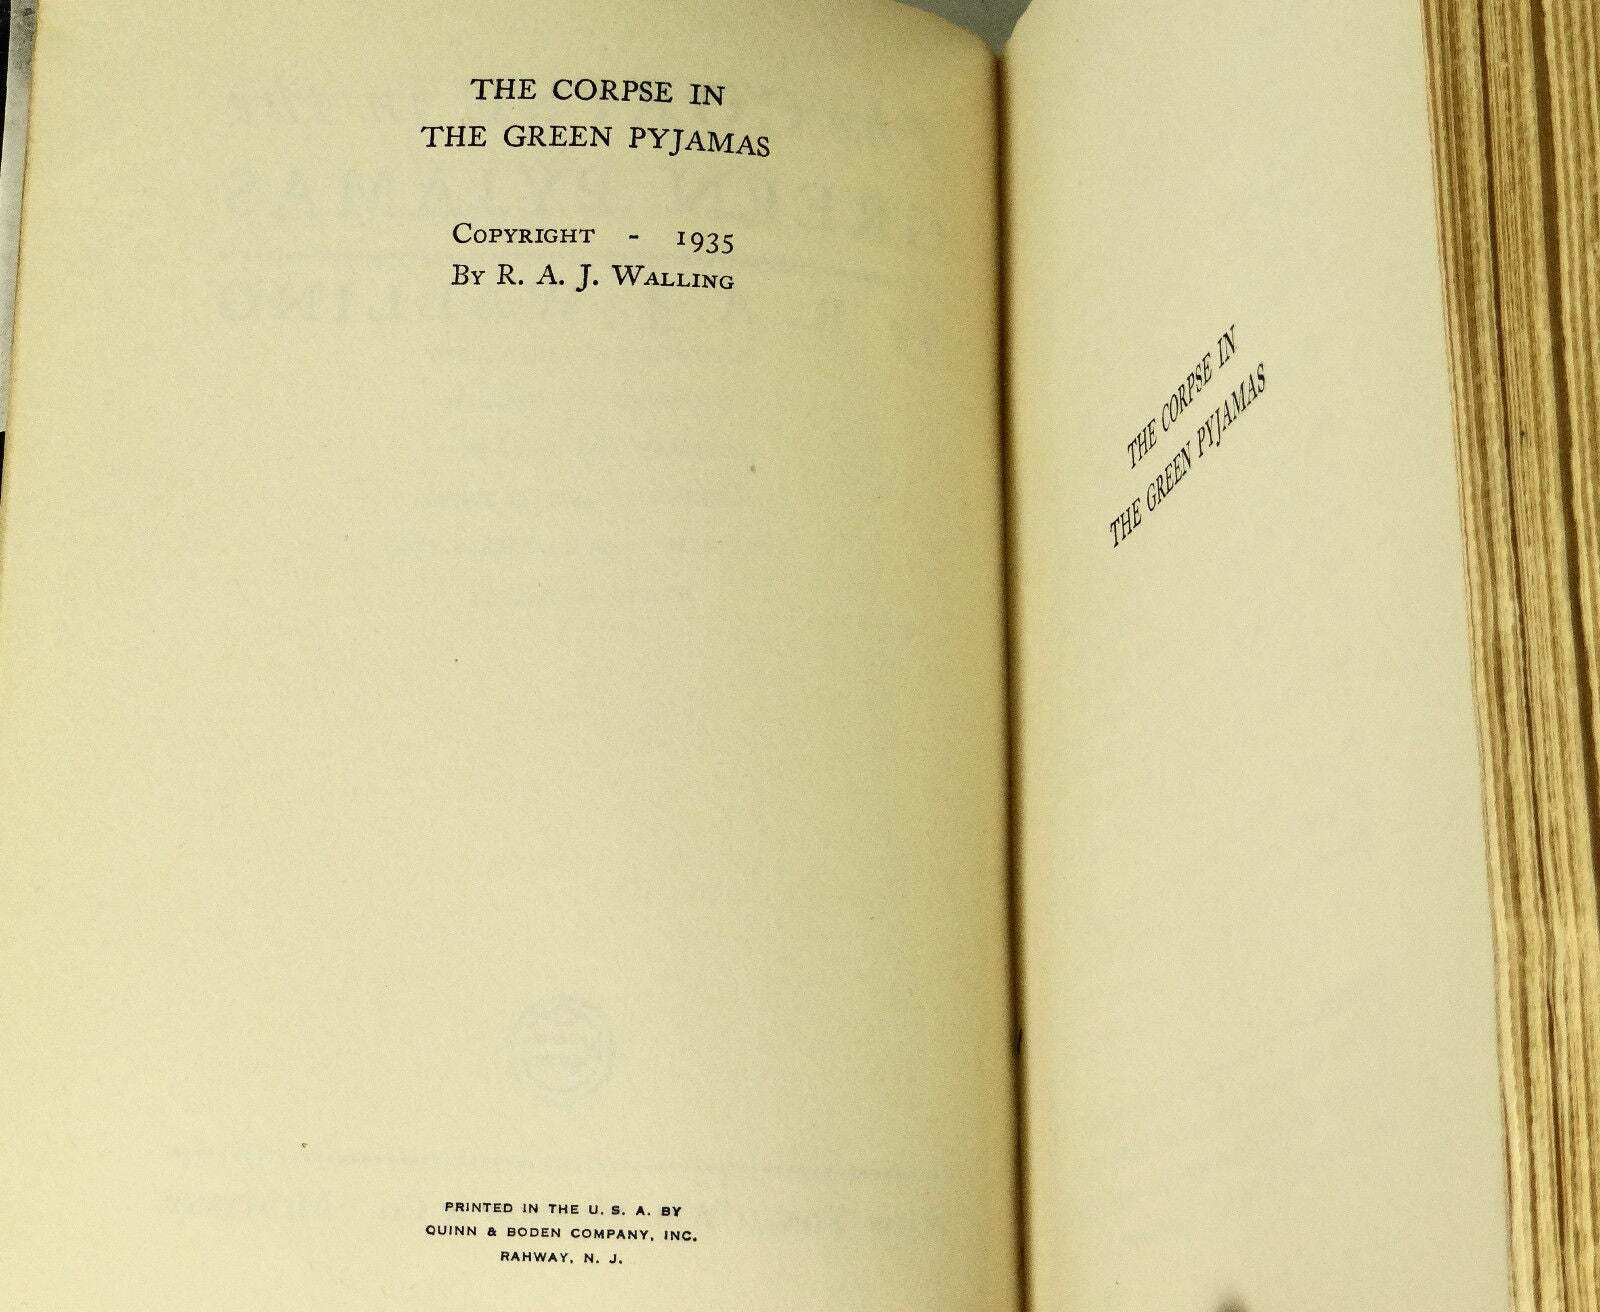 THE CORPSE IN
THE GREEN PYJAMAS
COPYRIGHT - 1935
BY R. A. J. WALLING
PRINTED IN THE U. S. A. BY
QUINN & BODEN COMPANY, INC.
RAHWAY, N. J.
THE CORPSE IN
THE GREEN PYJAMAS